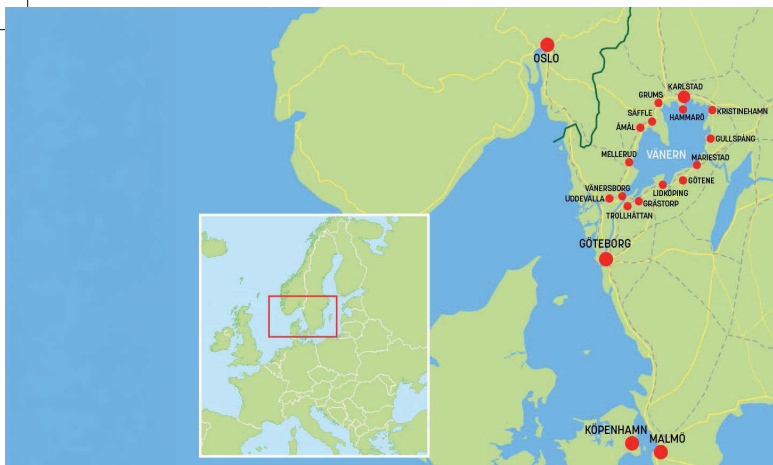 OSLO
KARLSTAD
GRUMS
HAMMARÖ
KRISTINEHAMN
SÄFFLE
ÅMÅL
GULLSPÅNG
VÄNERN
MELLERUD
MARIESTAD
GÖTENE
LIDKÖPING
VÄNERSBORG
UDDEVALLA
GRÄSTORP
TROLLHÄTTAN
GÖTEBORG
KÖPENHAMN
MALMÖ